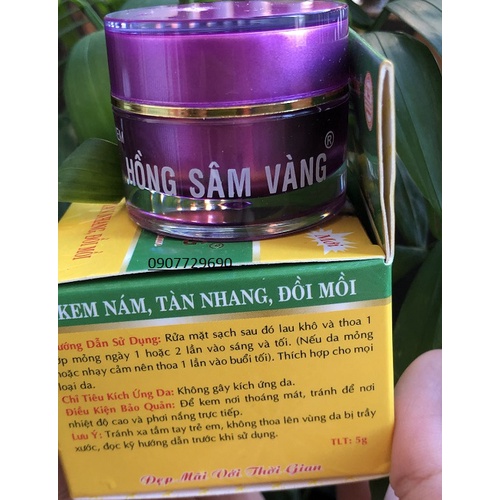 HỒNG SÂM VÀNG ®
0907729690
KEM NÁM, TÀN NHANG, ĐỒI MỒI
Dẫn Sử Dụng: Rửa mặt sạch sau đó lau khô và thoa 1
mỏng ngày 1 hoặc 2 lần vào sáng và tối. (Nếu da mỏng
hoặc nhạy cảm nên thoa 1 lần vào buổi tối). Thích hợp cho mọi
loại da.
Chỉ Tiêu Kích Ứng Da: Không gây kích ứng da.
Điều Kiện Bảo Quản: Để kem nơi thoáng mát, tránh để nơi
nhiệt độ cao và phơi nắng trực tiếp.
Lưu Ý: Tránh xa tầm tay trẻ em, không thoa lên vùng da bị trầy
xước, đọc kỹ hướng dẫn trước khi sử dụng.
TLT: 5g
Đẹp Mãi Với Thời Gian